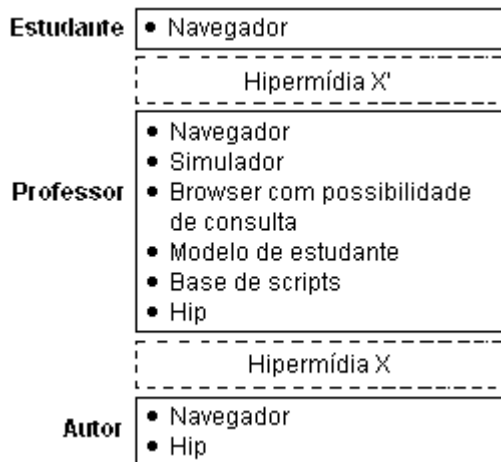 Estudante
• Navegador
Hipermídia X'
Professor
• Navegador
• Simulador
• Browser com possibilidade
de consulta
• Modelo de estudante
• Base de scripts
• Hip
Hipermídia X
Autor
• Navegador
• Hip